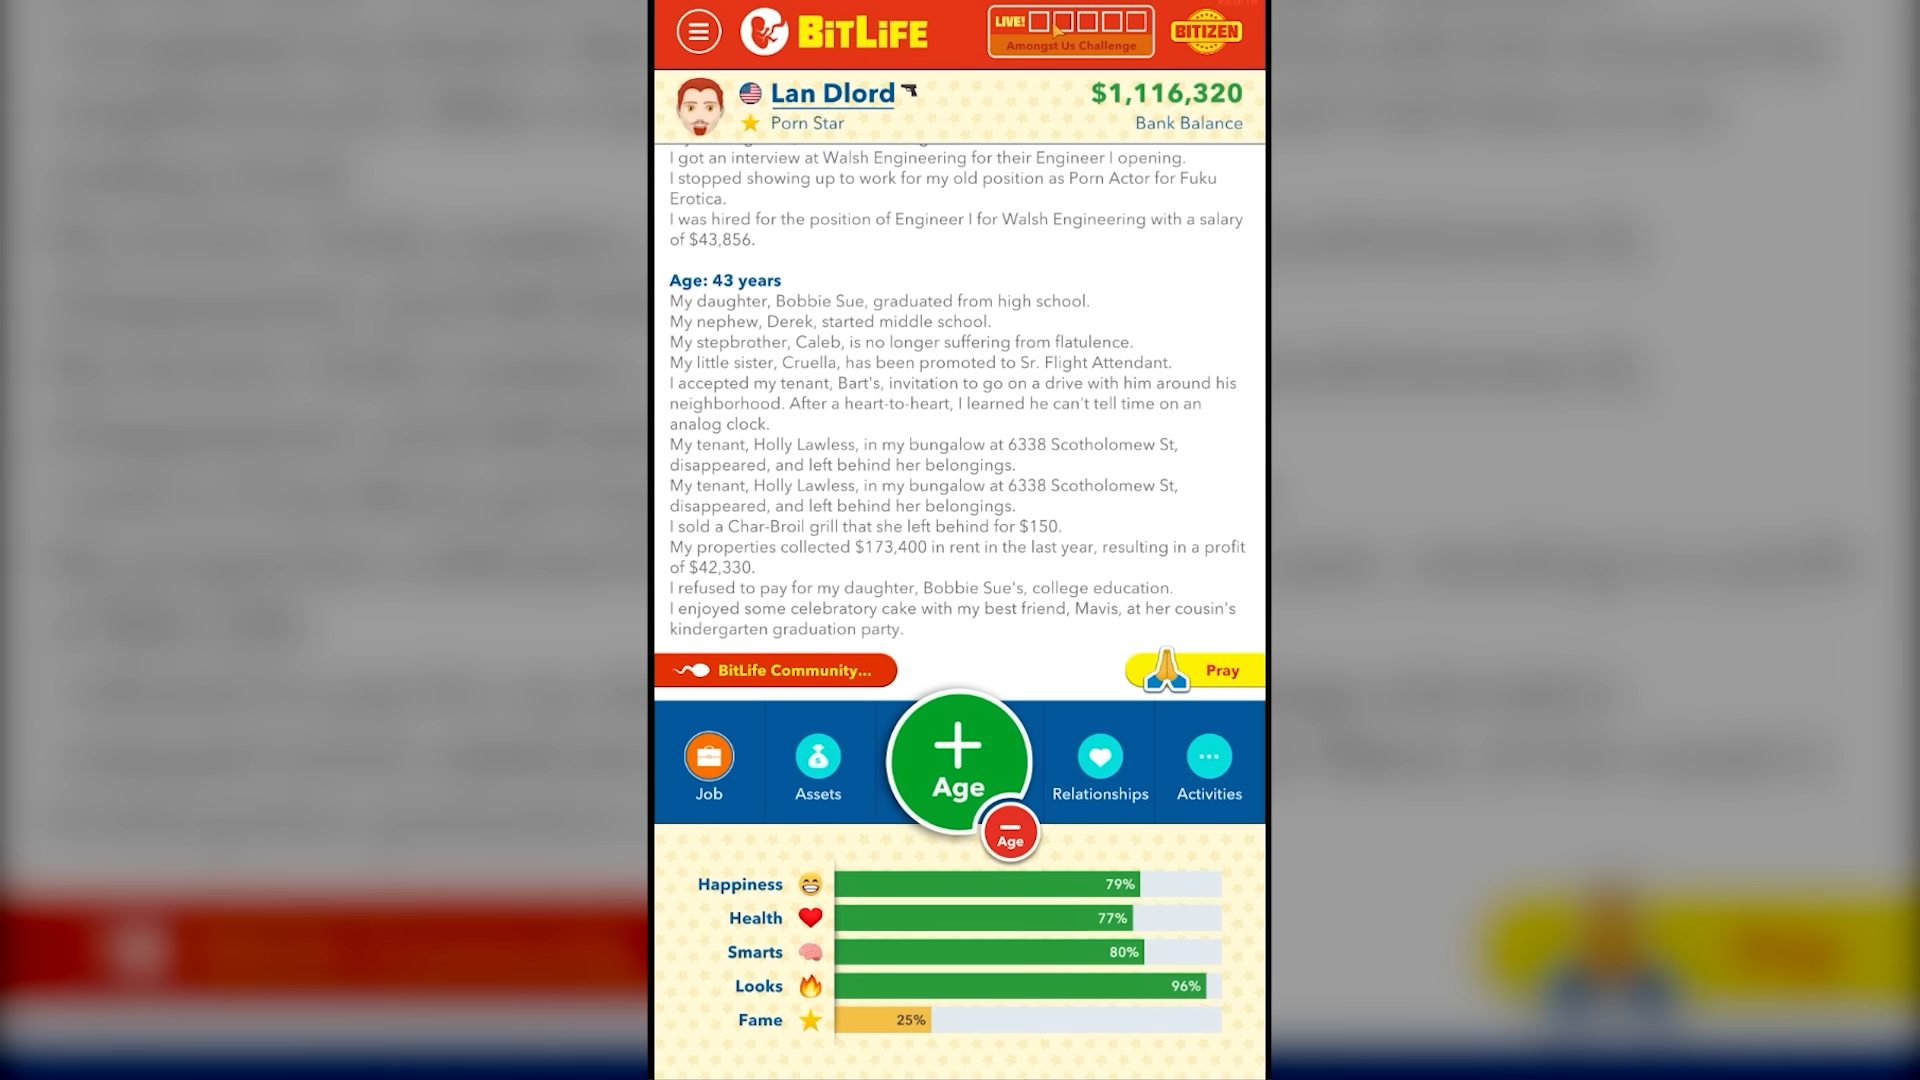 BiTLiFE
LIVE!
Amongst Us Challenge
BITIZEN
Lan Dlord
$1,116,320
Porn Star
Bank Balance
I got an interview at Walsh Engineering for their Engineer I opening.
I stopped showing up to work for my old position as Porn Actor for Fuku
Erotica.
I was hired for the position of Engineer I for Walsh Engineering with a salary
of $43,856.
Age: 43 years
My daughter, Bobbie Sue, graduated from high school.
My nephew, Derek, started middle school.
My stepbrother, Caleb, is no longer suffering from flatulence.
My little sister, Cruella, has been promoted to Sr. Flight Attendant.
I accepted my tenant, Bart's, invitation to go on a drive with him around his
neighborhood. After a heart-to-heart, I learned he can't tell time on an
analog clock.
My tenant, Holly Lawless, in my bungalow at 6338 Scotholomew St,
disappeared, and left behind her belongings.
My tenant, Holly Lawless, in my bungalow at 6338 Scotholomew St,
disappeared, and left behind her belongings.
I sold a Char-Broil grill that she left behind for $150.
My properties collected $173,400 in rent in the last year, resulting in a profit
of $42,330.
I refused to pay for my daughter, Bobbie Sue's, college education.
I enjoyed some celebratory cake with my best friend, Mavis, at her cousin's
kindergarten graduation party.
BitLife Community...
Pray
Job
Assets
Age
Relationships
Activities
Age
Happiness
79%
Health
77%
Smarts
80%
Looks
96%
Fame
25%